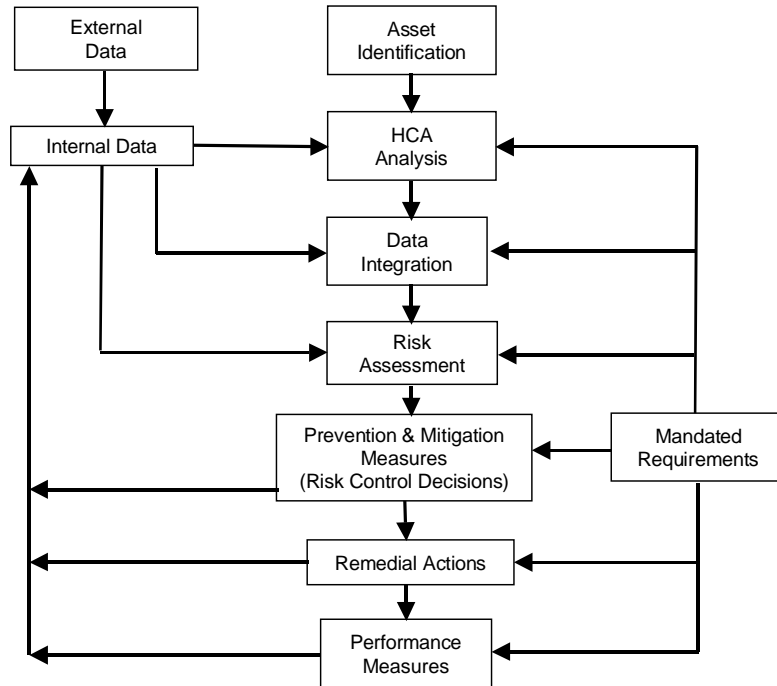 External
Data
Asset
Identification
Internal Data
HCA
Analysis
Data
Integration
Risk
Assessment
Prevention & Mitigation
Measures
(Risk Control Decisions)
Mandated
Requirements
Remedial Actions
Performance
Measures